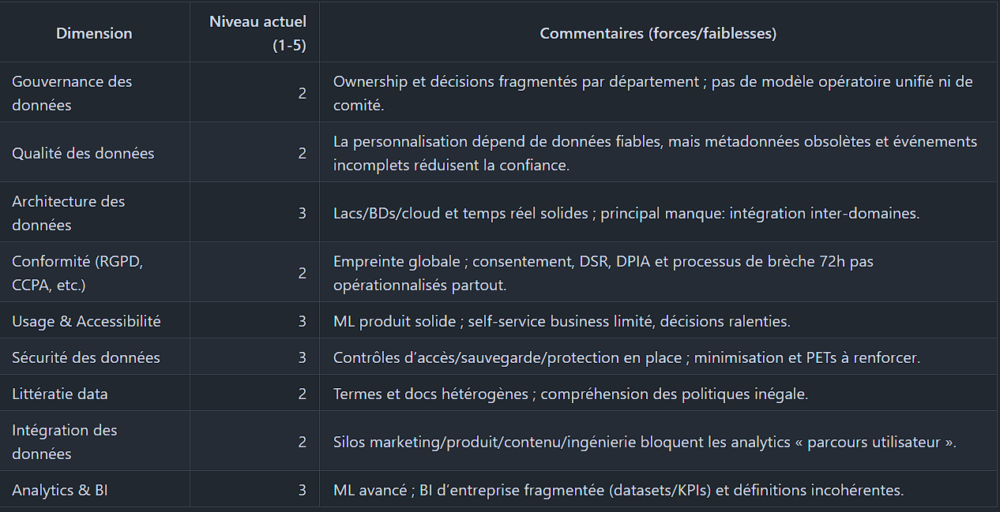 Dimension
Niveau actuel
(1-5)
Commentaires (forces/faiblesses)
Gouvernance des
données
2
Ownership et décisions fragmentés par département ; pas de modèle opératoire unifié ni de
comité.
Qualité des données
2
La personnalisation dépend de données fiables, mais métadonnées obsolètes et événements
incomplets réduisent la confiance.
Architecture des
données
3
Lacs/BDs/cloud et temps réel solides ; principal manque: intégration inter-domaines.
Conformité (RGPD,
CCPA, etc.)
2
Empreinte globale ; consentement, DSR, DPIA et processus de brèche 72h pas
opérationnalisés partout.
Usage & Accessibilité
3
ML produit solide ; self-service business limité, décisions ralenties.
Sécurité des données
3
Contrôles d’accès/sauvegarde/protection en place ; minimisation et PETs à renforcer.
Littératie data
2
Termes et docs hétérogènes ; compréhension des politiques inégale.
Intégration des
données
2
Silos marketing/produit/contenu/ingénierie bloquent les analytics « parcours utilisateur ».
Analytics & BI
3
ML avancé ; BI d’entreprise fragmentée (datasets/KPIs) et définitions incohérentes.